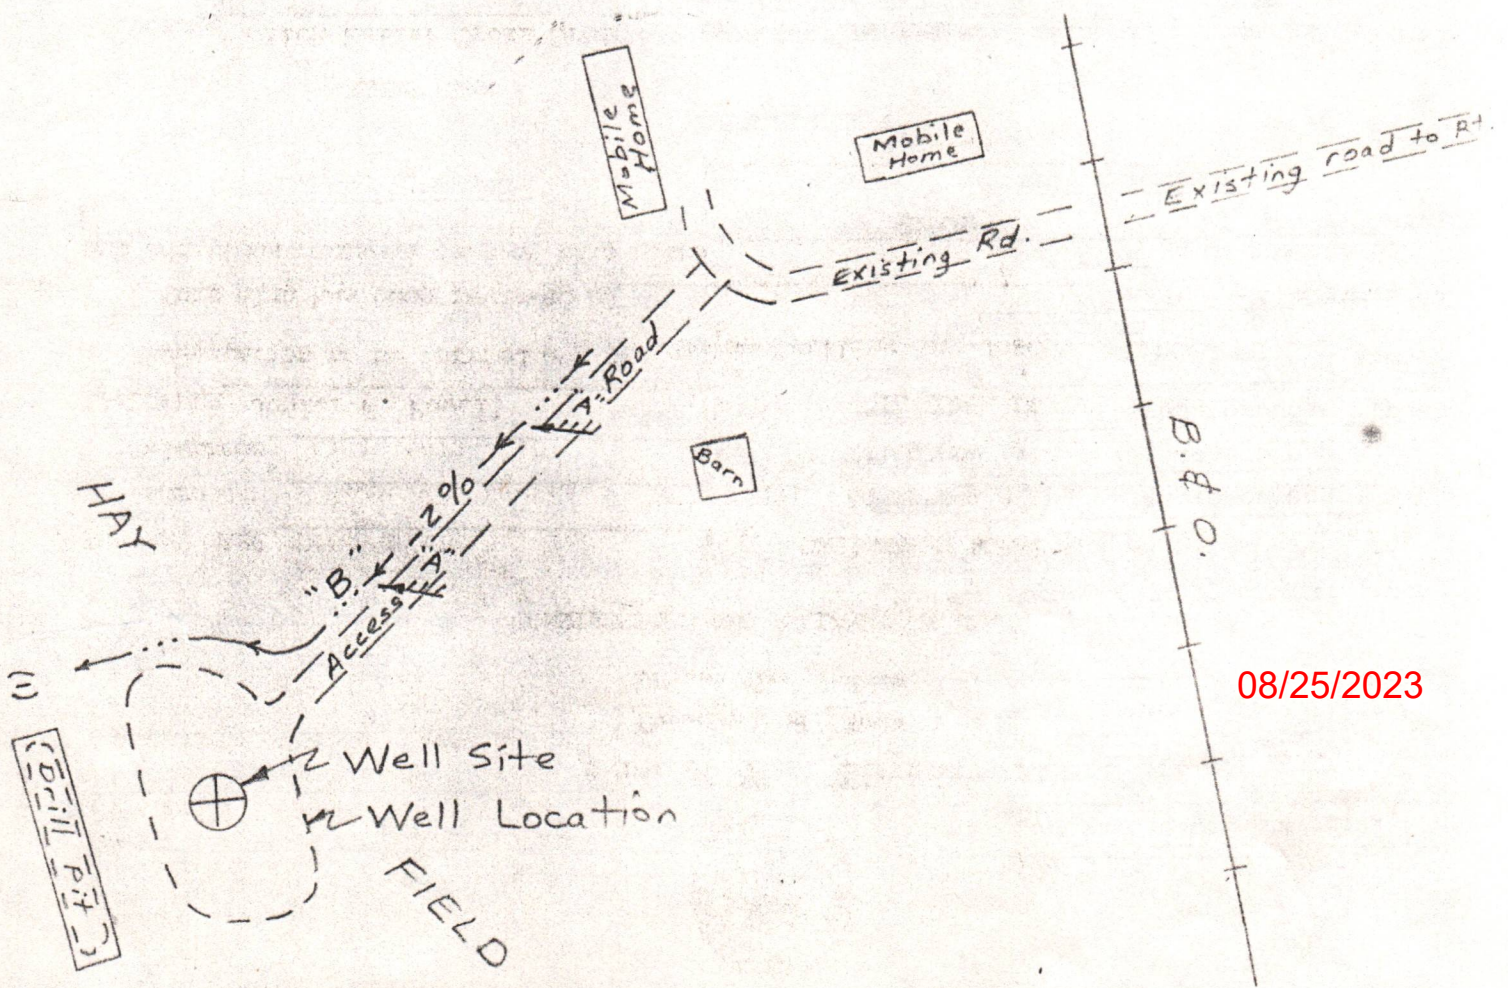 Mobile
Home
Mobile
Home
Existing road to Rt.
Existing Rd.
"A" Road
Barn
B. & O.
2%
HAY
"B"
"A"
Access
08/25/2023
Well Site
Well Location
Drill Pit
FIELD